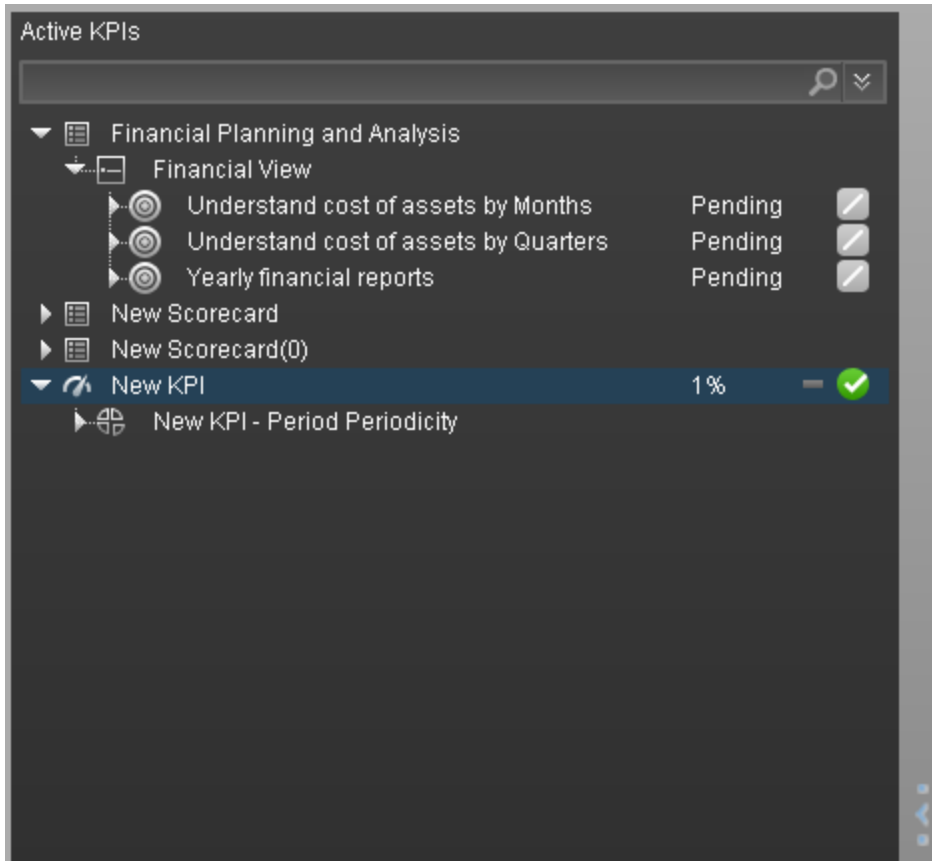 Active KPIs
Financial Planning and Analysis
Financial View
Understand cost of assets by Months Pending
Understand cost of assets by Quarters Pending
Yearly financial reports Pending
New Scorecard
New Scorecard(0)
New KPI 1%
New KPI - Period Periodicity